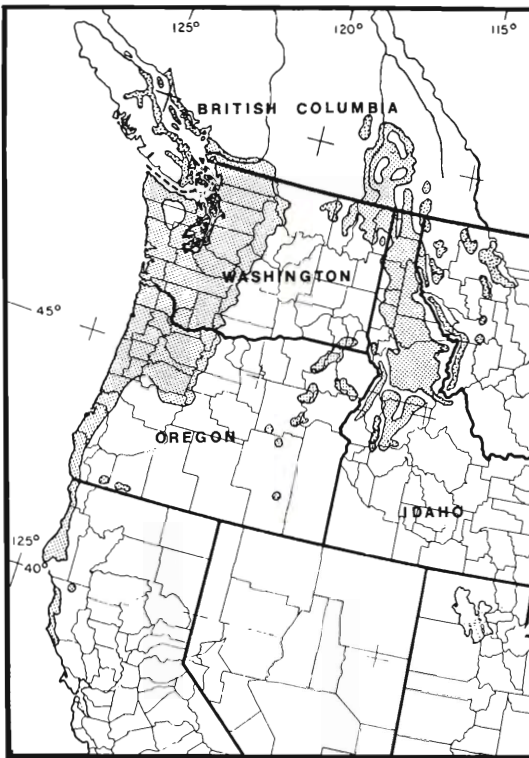 125° 120° 115°
BRITISH COLUMBIA
WASHINGTON
45°
OREGON
IDAHO
125°
40°